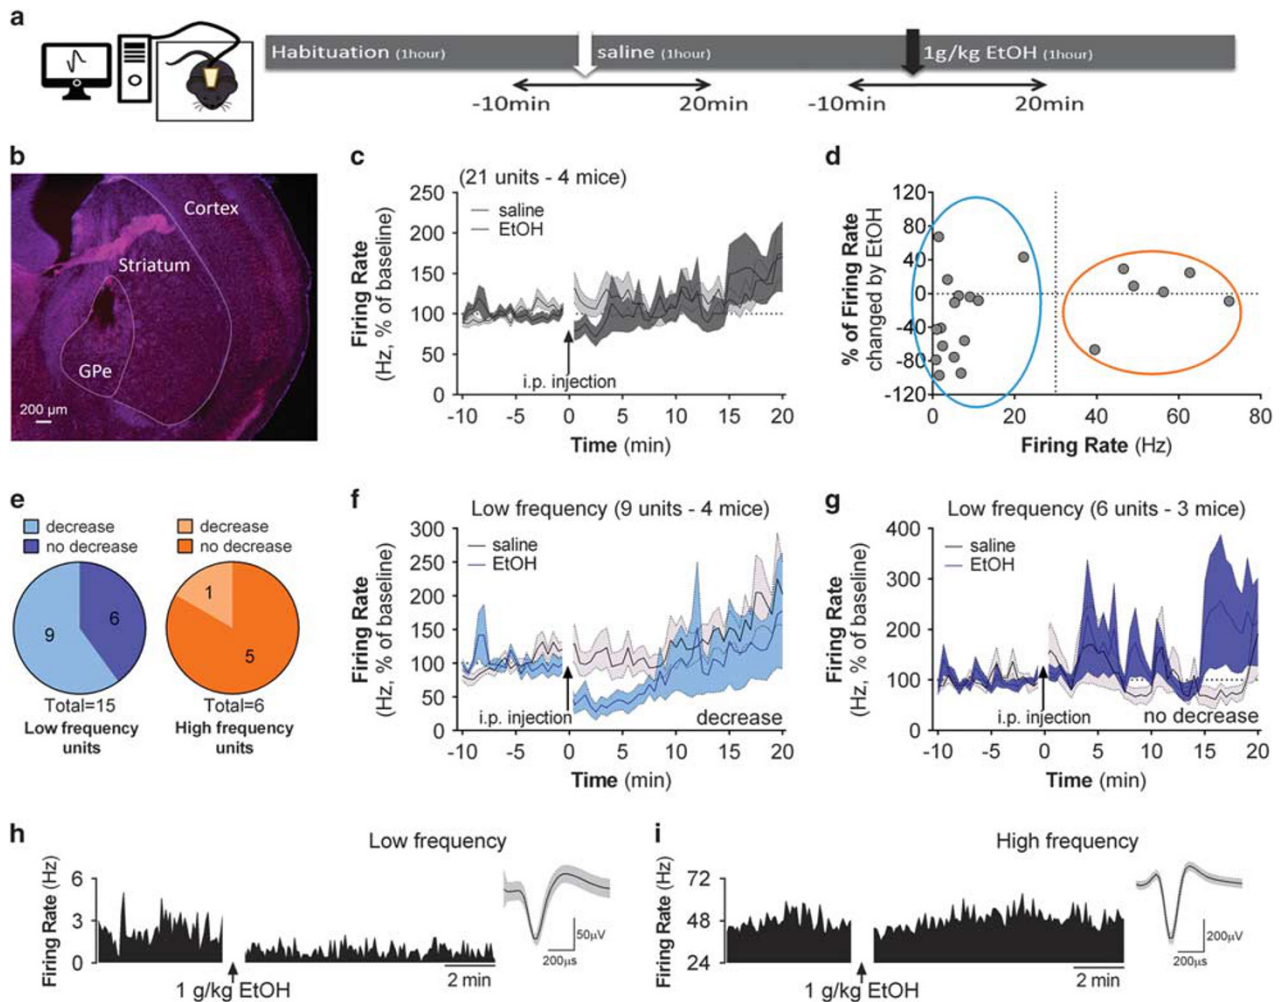 a
Habituation (1hour)
saline (1hour)
1g/kg EtOH (1hour)
-10min
20min
-10min
20min
b
Cortex
Striatum
GPe
200 µm
c
(21 units - 4 mice)
Firing Rate
(Hz, % of baseline)
250
200
150
100
50
0
saline
EtOH
i.p. injection
-10 -5 0 5 10 15 20
Time (min)
d
% of Firing Rate
changed by EtOH
120
80
40
0
-40
-80
-120
0 20 40 60 80
Firing Rate (Hz)
e
decrease
no decrease
9
6
Total=15
Low frequency
units
decrease
no decrease
1
5
Total=6
High frequency
units
f
Low frequency (9 units - 4 mice)
Firing Rate
(Hz, % of baseline)
300
250
200
150
100
50
0
saline
EtOH
i.p. injection
decrease
-10 -5 0 5 10 15 20
Time (min)
g
Low frequency (6 units - 3 mice)
Firing Rate
(Hz, % of baseline)
400
300
200
100
0
saline
EtOH
i.p. injection
no decrease
-10 -5 0 5 10 15 20
Time (min)
h
Low frequency
Firing Rate (Hz)
6
3
0
1 g/kg EtOH
2 min
50µV
200µs
i
High frequency
Firing Rate (Hz)
72
48
24
1 g/kg EtOH
2 min
200µV
200µs